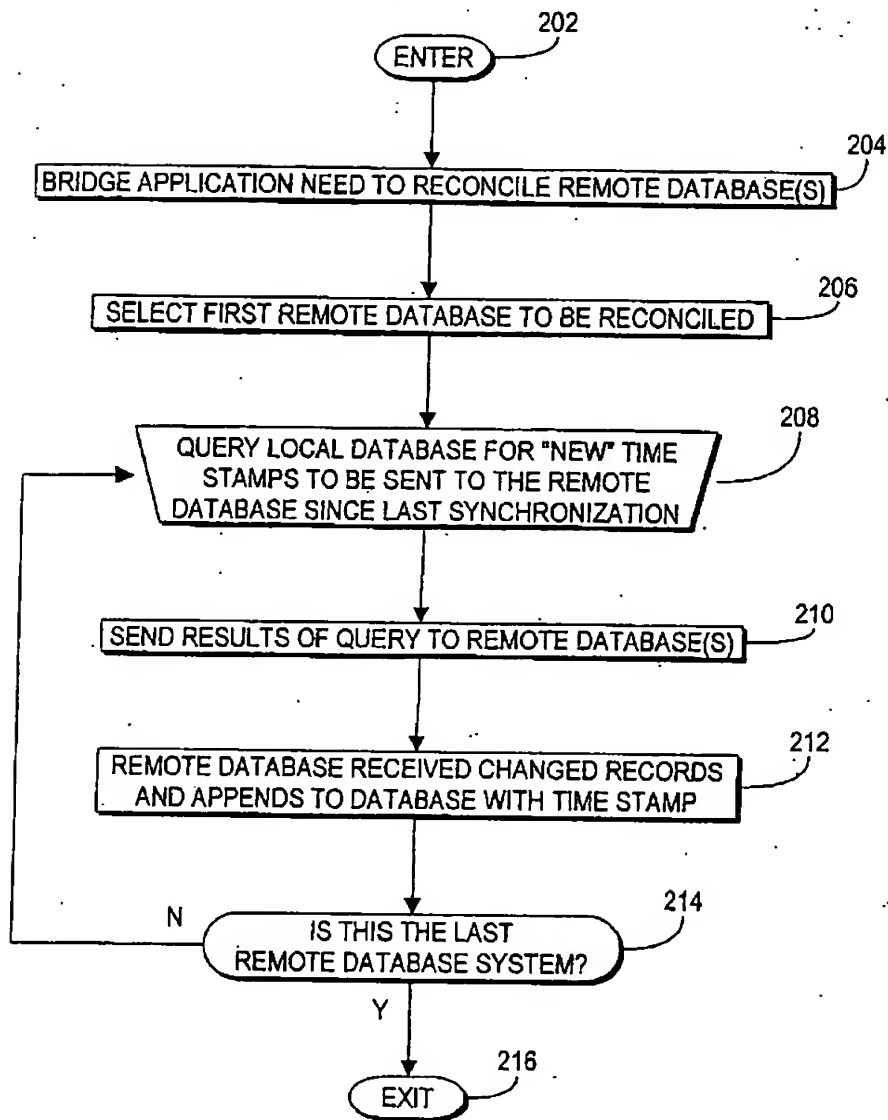 202
ENTER
204
BRIDGE APPLICATION NEED TO RECONCILE REMOTE DATABASE(S)
206
SELECT FIRST REMOTE DATABASE TO BE RECONCILED
208
QUERY LOCAL DATABASE FOR "NEW" TIME
STAMPS TO BE SENT TO THE REMOTE
DATABASE SINCE LAST SYNCHRONIZATION
210
SEND RESULTS OF QUERY TO REMOTE DATABASE(S)
212
REMOTE DATABASE RECEIVED CHANGED RECORDS
AND APPENDS TO DATABASE WITH TIME STAMP
214
N
IS THIS THE LAST
REMOTE DATABASE SYSTEM?
Y
216
EXIT